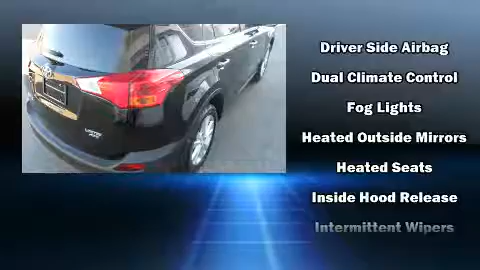 Driver Side Airbag
Dual Climate Control
Fog Lights
Heated Outside Mirrors
Heated Seats
Inside Hood Release
Intermittent Wipers